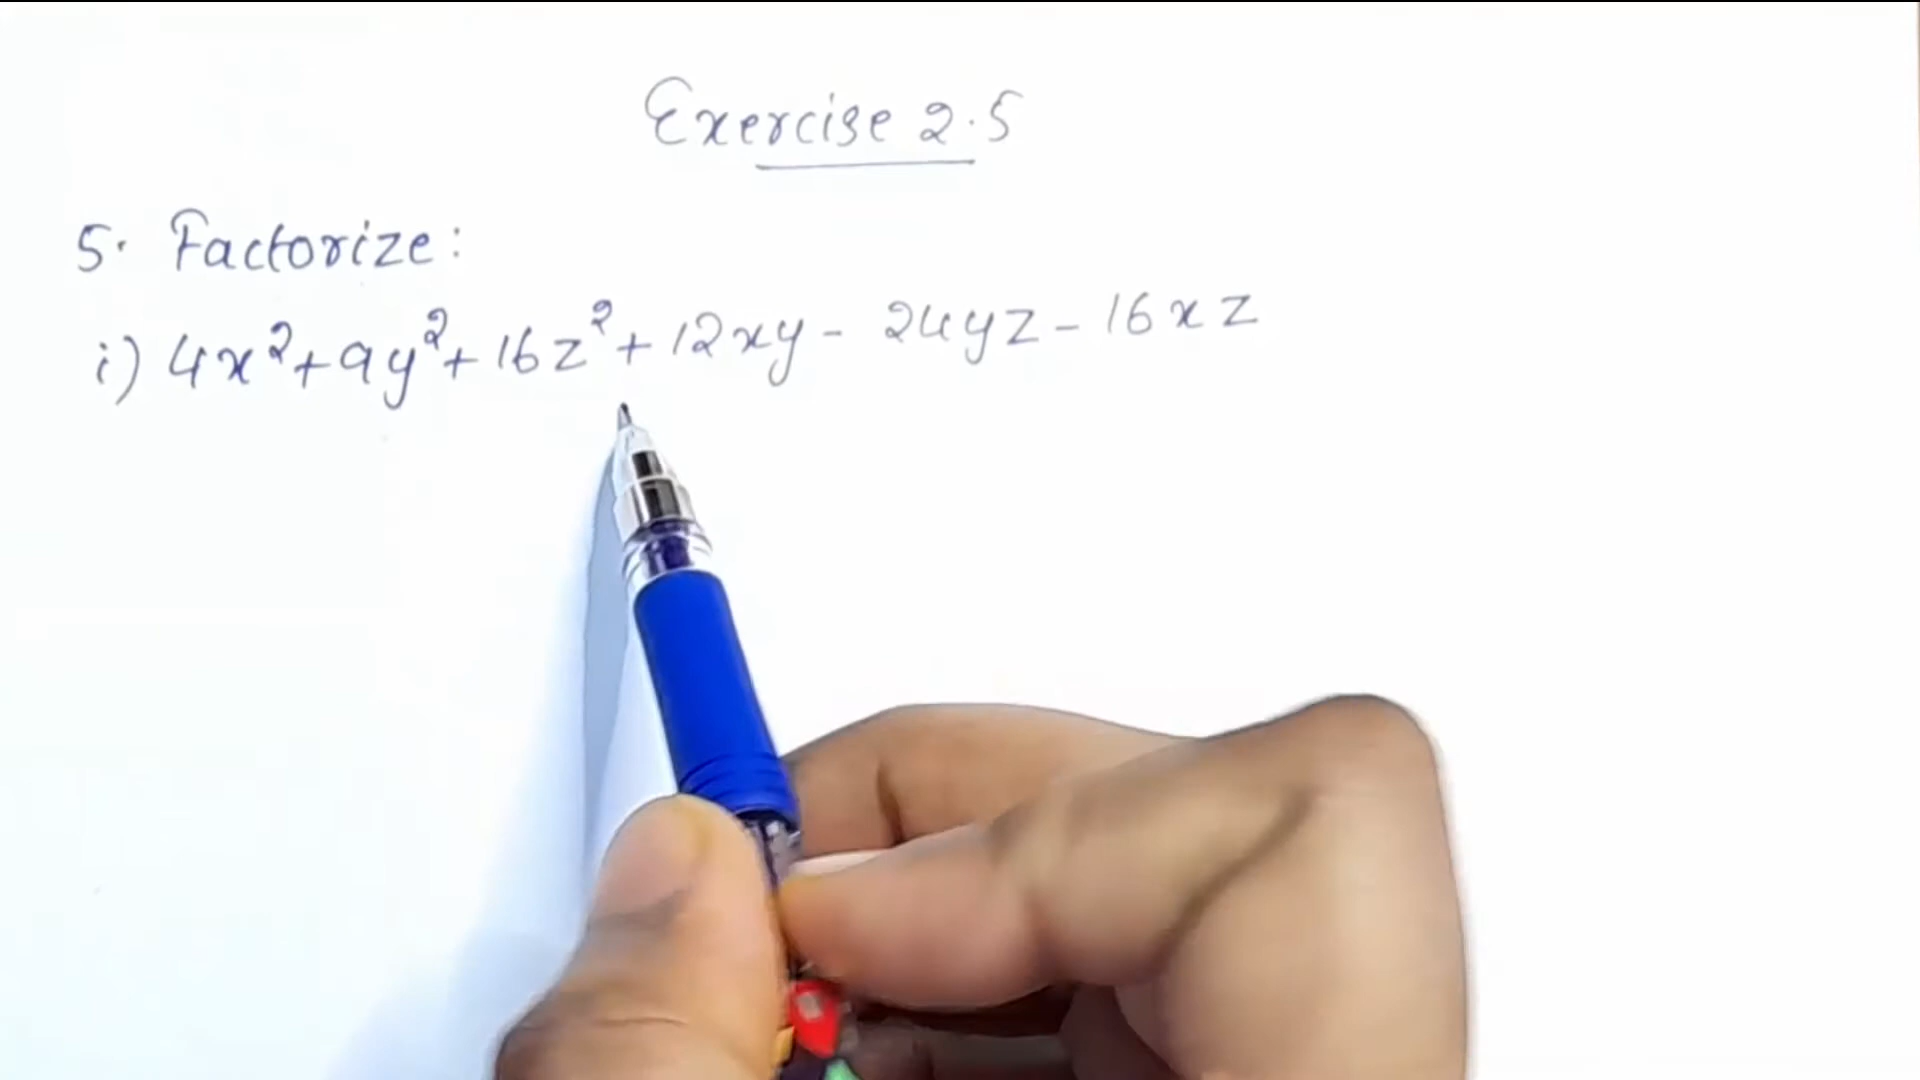 Exercise 2.5
5. Factorize:
i) 4x²+9y²+16z²+12xy-24yz-16xz